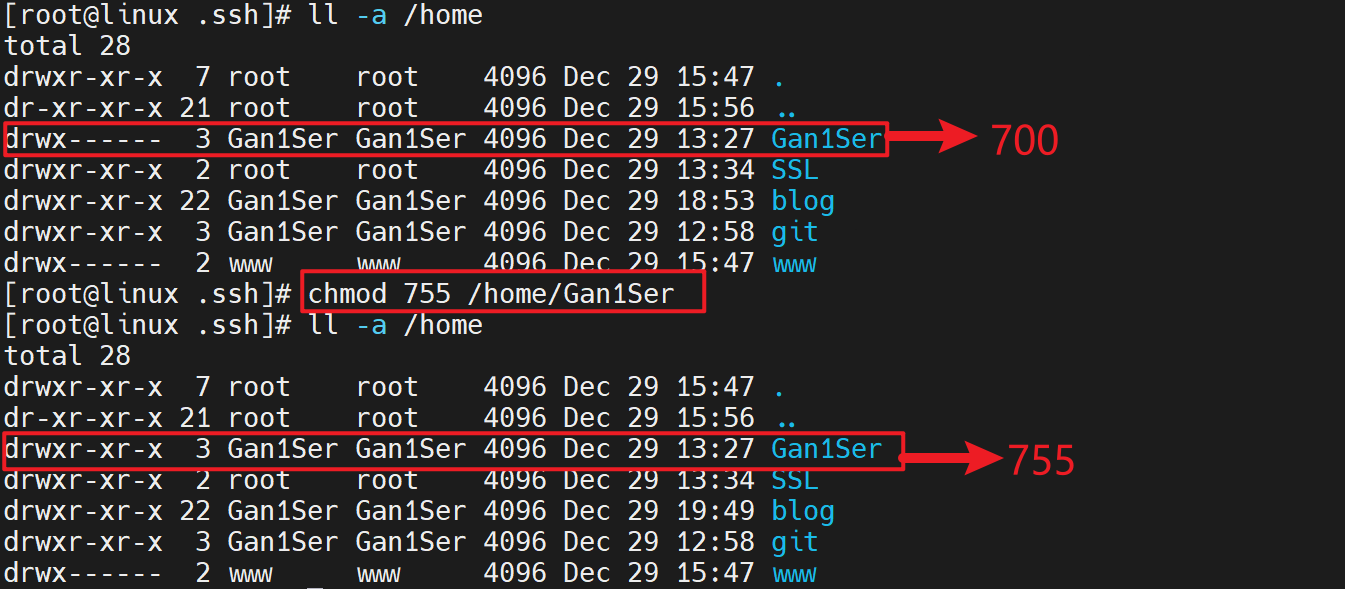 [root@linux .ssh]# ll -a /home
total 28
drwxr-xr-x  7 root    root    4096 Dec 29 15:47 .
dr-xr-xr-x 21 root    root    4096 Dec 29 15:56 ..
drwx------  3 Gan1Ser Gan1Ser 4096 Dec 29 13:27 Gan1Ser 700
drwxr-xr-x  2 root    root    4096 Dec 29 13:34 SSL
drwxr-xr-x 22 Gan1Ser Gan1Ser 4096 Dec 29 18:53 blog
drwxr-xr-x  3 Gan1Ser Gan1Ser 4096 Dec 29 12:58 git
drwx------  2 www     www     4096 Dec 29 15:47 www
[root@linux .ssh]# chmod 755 /home/Gan1Ser
[root@linux .ssh]# ll -a /home
total 28
drwxr-xr-x  7 root    root    4096 Dec 29 15:47 .
dr-xr-xr-x 21 root    root    4096 Dec 29 15:56 ..
drwxr-xr-x  3 Gan1Ser Gan1Ser 4096 Dec 29 13:27 Gan1Ser 755
drwxr-xr-x  2 root    root    4096 Dec 29 13:34 SSL
drwxr-xr-x 22 Gan1Ser Gan1Ser 4096 Dec 29 19:49 blog
drwxr-xr-x  3 Gan1Ser Gan1Ser 4096 Dec 29 12:58 git
drwx------  2 www     www     4096 Dec 29 15:47 www